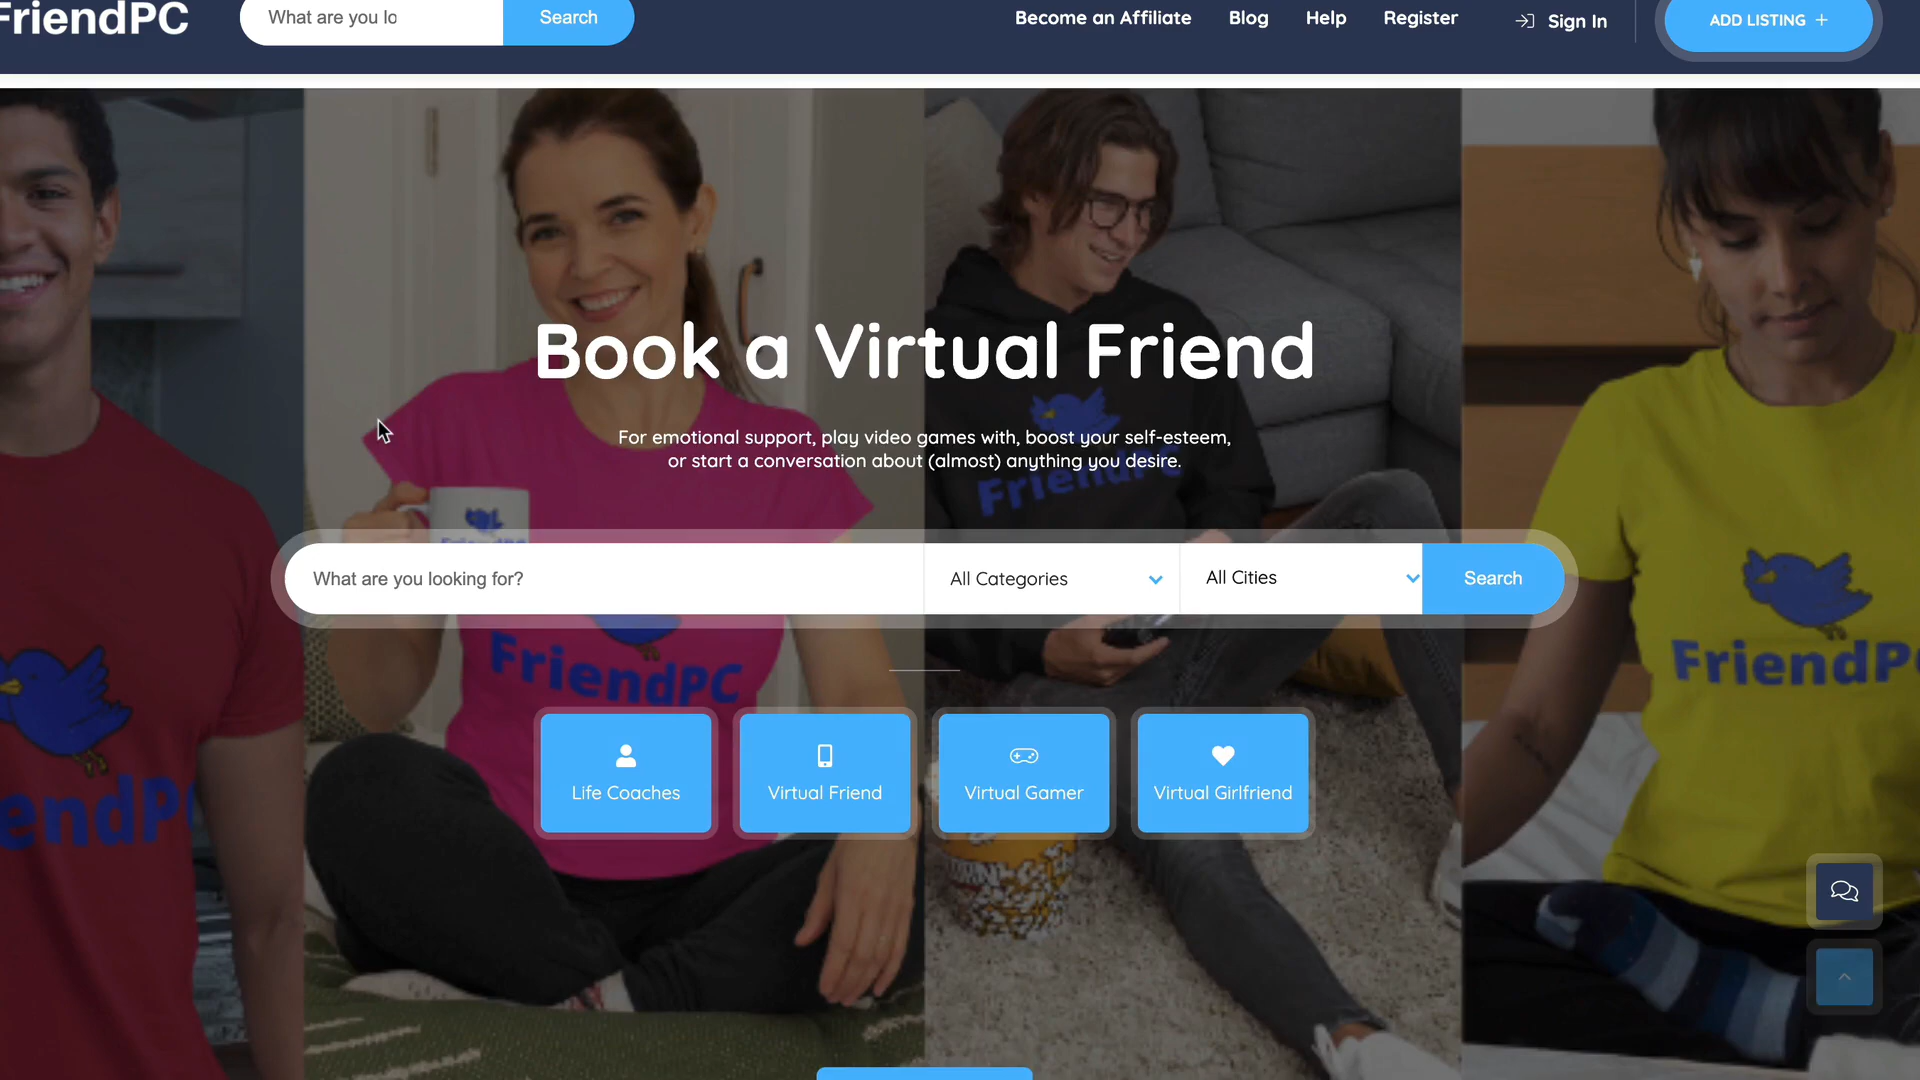 FriendPC
What are you lo
Search
Become an Affiliate
Blog
Help
Register
Sign In
ADD LISTING +
Book a Virtual Friend
For emotional support, play video games with, boost your self-esteem,
or start a conversation about (almost) anything you desire.
FriendPC
What are you looking for?
All Categories
All Cities
Search
FriendPC
FriendP
endP
Life Coaches
Virtual Friend
Virtual Gamer
Virtual Girlfriend